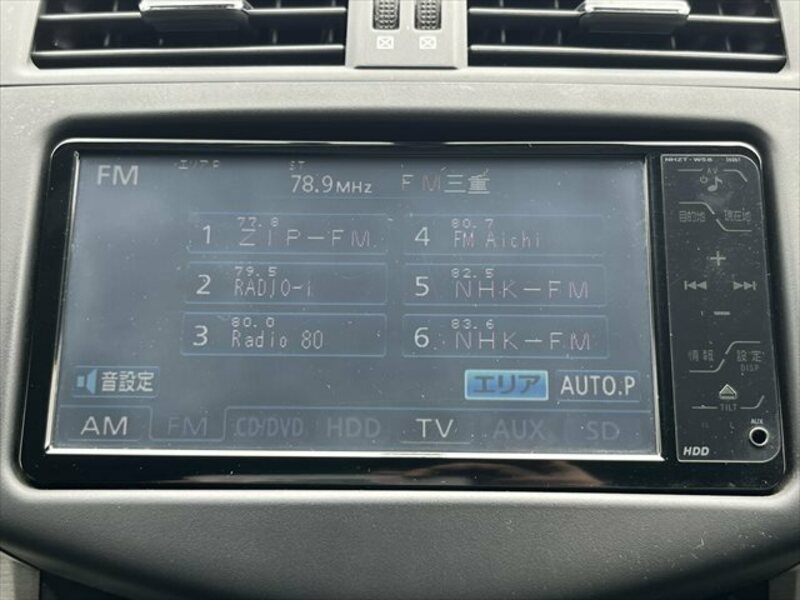 FM エリアP ST 78.9MHz FM三重
1 77.8 ZIP-FM
4 80.7 FM Aichi
2 79.5 RADIO-i
5 82.5 NHK-FM
3 80.0 Radio 80
6 83.6 NHK-FM
音設定 エリア AUTO.P
AM FM CD/DVD HDD TV AUX SD
NHZT-W58
AV
目的地 現在地
+
情報 設定
DISP
TILT
AUX
HDD